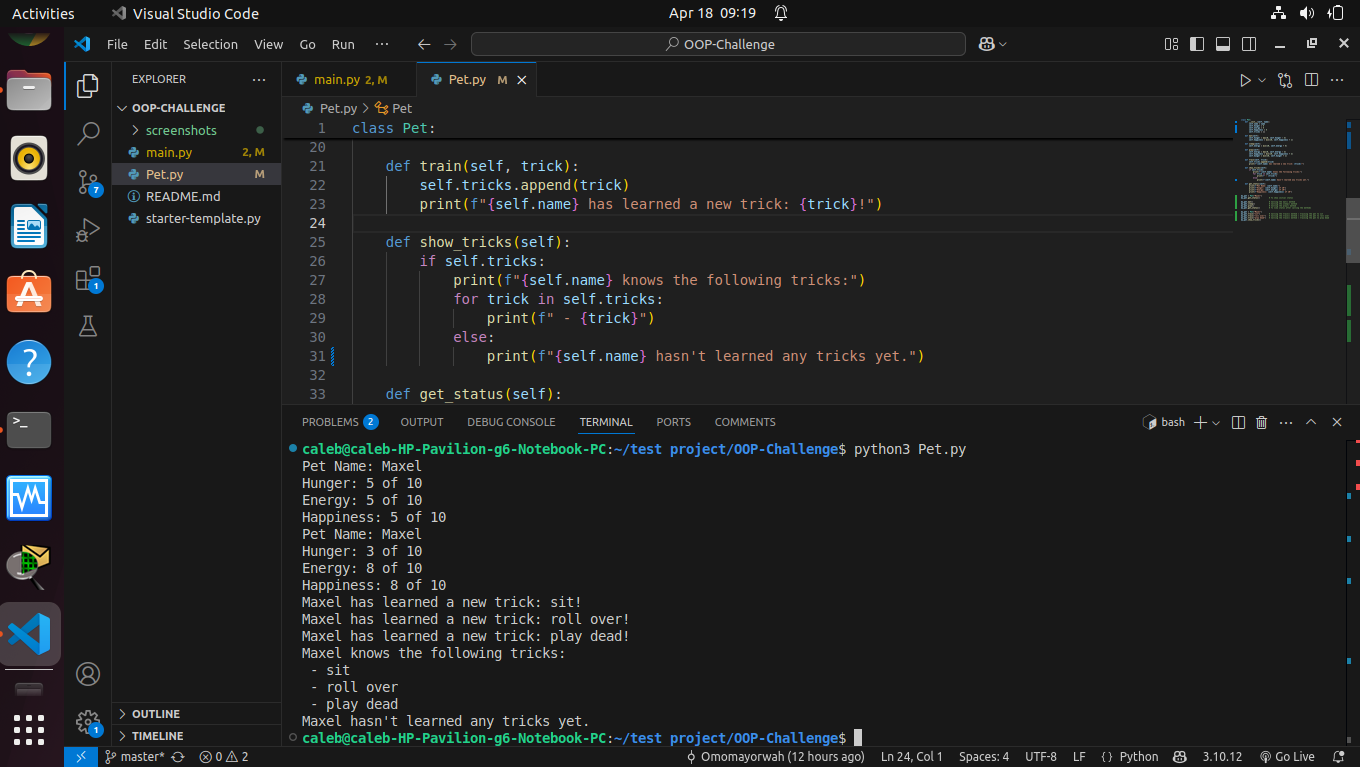 Activities Visual Studio Code Apr 18 09:19
File Edit Selection View Go Run ··· OOP-Challenge
EXPLORER ···
OOP-CHALLENGE
screenshots
main.py 2, M
Pet.py M
README.md
starter-template.py
OUTLINE
TIMELINE
7
1
1
main.py 2, M Pet.py M
Pet.py > Pet
1 class Pet:
20
21 def train(self, trick):
22 self.tricks.append(trick)
23 print(f"{self.name} has learned a new trick: {trick}!")
24
25 def show_tricks(self):
26 if self.tricks:
27 print(f"{self.name} knows the following tricks:")
28 for trick in self.tricks:
29 print(f" - {trick}")
30 else:
31 print(f"{self.name} hasn't learned any tricks yet.")
32
33 def get_status(self):
PROBLEMS 2 OUTPUT DEBUG CONSOLE TERMINAL PORTS COMMENTS bash
caleb@caleb-HP-Pavilion-g6-Notebook-PC:~/test project/OOP-Challenge$ python3 Pet.py
Pet Name: Maxel
Hunger: 5 of 10
Energy: 5 of 10
Happiness: 5 of 10
Pet Name: Maxel
Hunger: 3 of 10
Energy: 8 of 10
Happiness: 8 of 10
Maxel has learned a new trick: sit!
Maxel has learned a new trick: roll over!
Maxel has learned a new trick: play dead!
Maxel knows the following tricks:
- sit
- roll over
- play dead
Maxel hasn't learned any tricks yet.
caleb@caleb-HP-Pavilion-g6-Notebook-PC:~/test project/OOP-Challenge$
master* 0 2 Omomayorwah (12 hours ago) Ln 24, Col 1 Spaces: 4 UTF-8 LF {} Python 3.10.12 Go Live